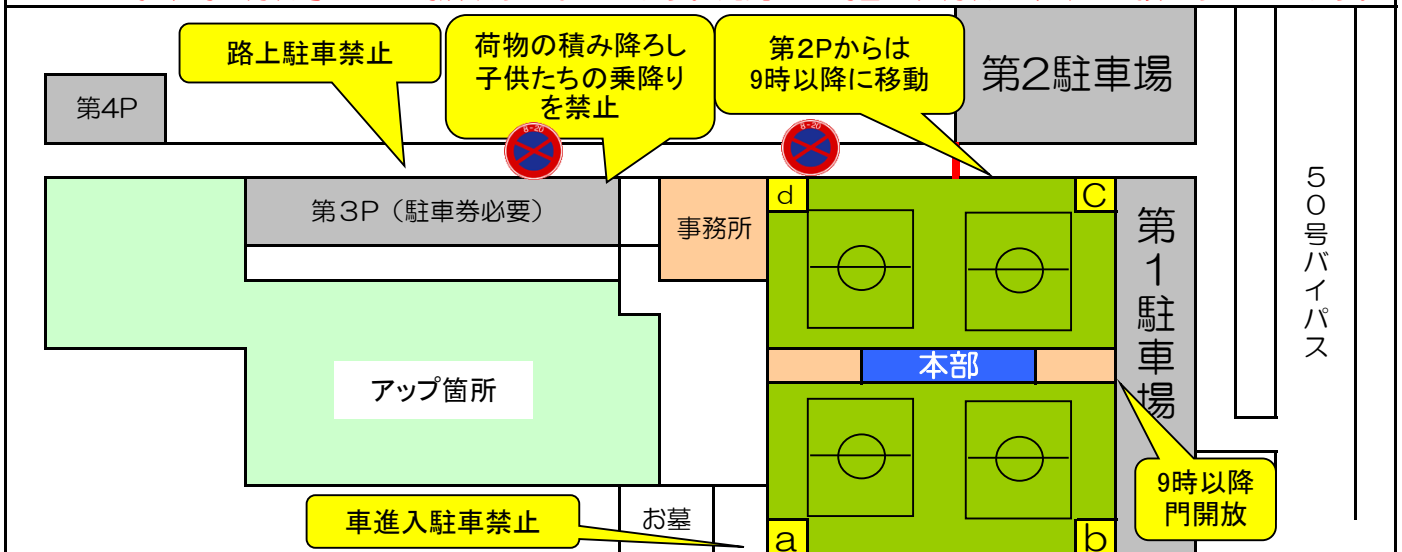 路上駐車禁止
荷物の積み降ろし
子供たちの乗降り
を禁止
第2Pからは
9時以降に移動
第2駐車場
第4P
8-20
8-20
第3P（駐車券必要）
事務所
d
C
第1駐車場
50号バイパス
本部
アップ箇所
9時以降
門開放
車進入駐車禁止
お墓
a
b